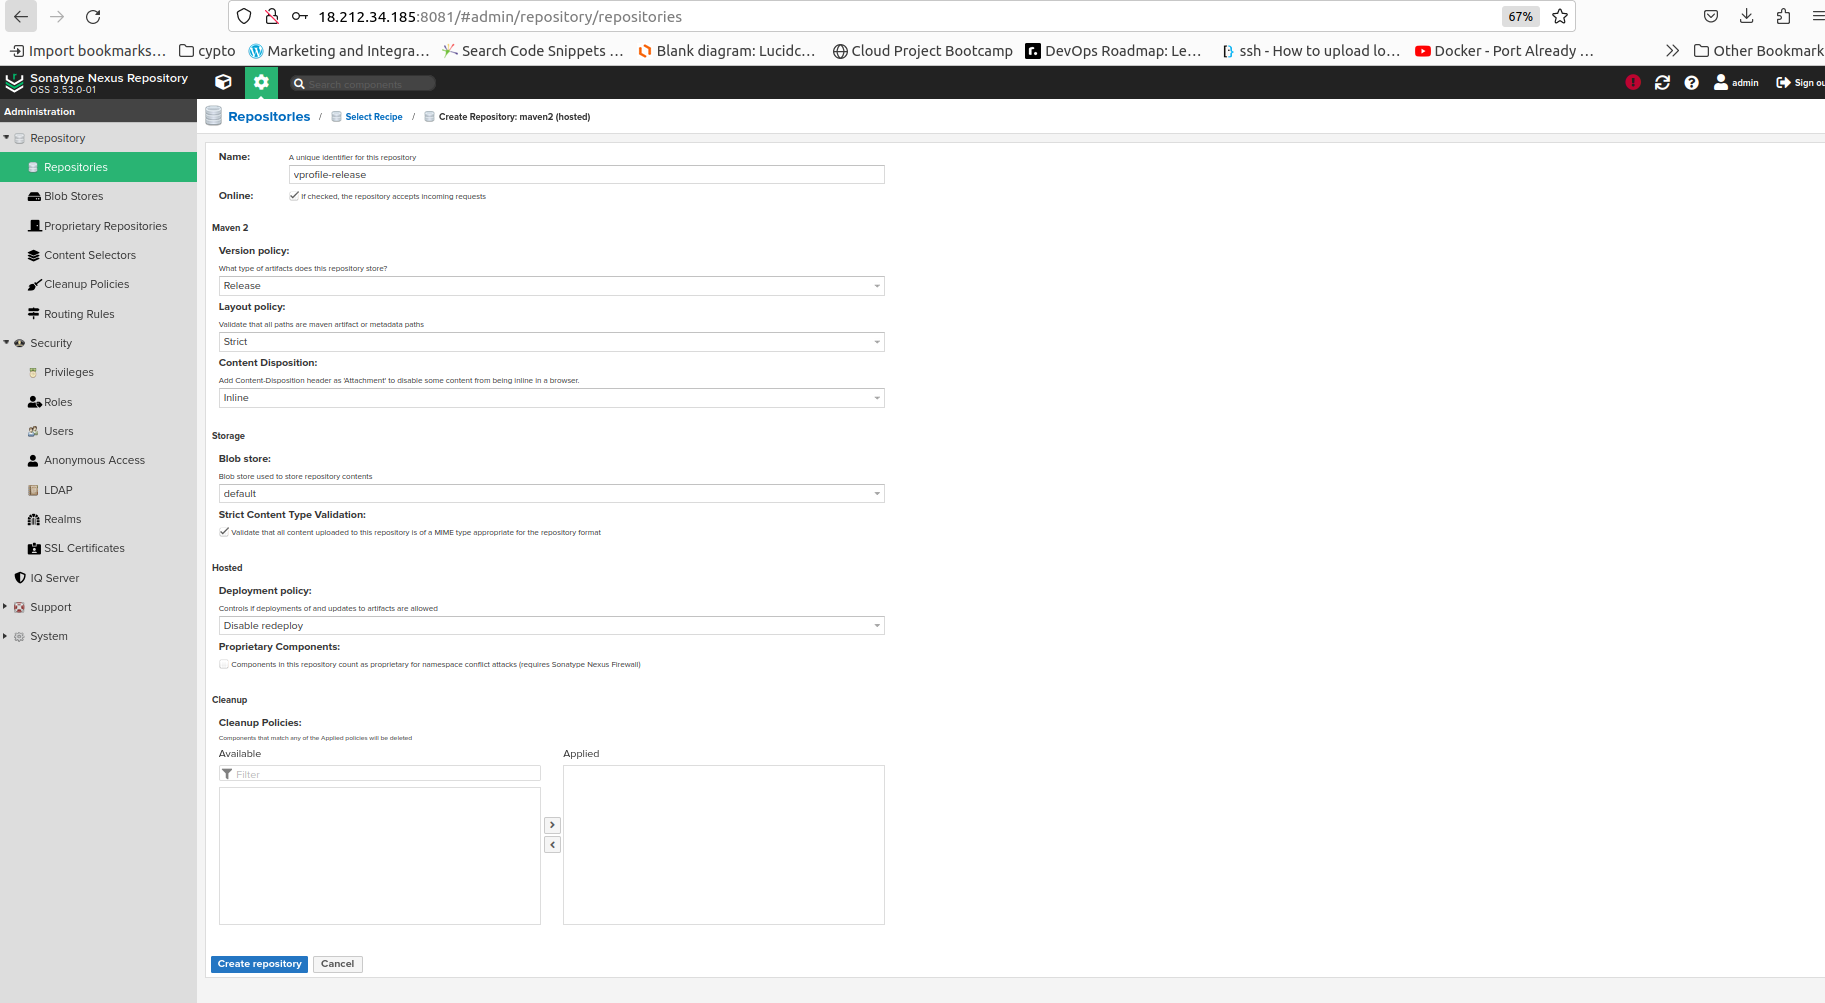 18.212.34.185:8081/#admin/repository/repositories 67%
Import bookmarks... cypto Marketing and Integra... Search Code Snippets ... Blank diagram: Lucidc... Cloud Project Bootcamp DevOps Roadmap: Le... ssh - How to upload lo... Docker - Port Already ... Other Bookmark
Sonatype Nexus Repository
OSS 3.53.0-01
Search components
admin Sign ou
Administration
Repositories / Select Recipe / Create Repository: maven2 (hosted)
Repository
Repositories
Blob Stores
Proprietary Repositories
Content Selectors
Cleanup Policies
Routing Rules
Security
Privileges
Roles
Users
Anonymous Access
LDAP
Realms
SSL Certificates
IQ Server
Support
System
Name: A unique identifier for this repository
vprofile-release
Online: If checked, the repository accepts incoming requests
Maven 2
Version policy:
What type of artifacts does this repository store?
Release
Layout policy:
Validate that all paths are maven artifact or metadata paths
Strict
Content Disposition:
Add Content-Disposition header as 'Attachment' to disable some content from being inline in a browser.
Inline
Storage
Blob store:
Blob store used to store repository contents
default
Strict Content Type Validation:
Validate that all content uploaded to this repository is of a MIME type appropriate for the repository format
Hosted
Deployment policy:
Controls if deployments of and updates to artifacts are allowed
Disable redeploy
Proprietary Components:
Components in this repository count as proprietary for namespace conflict attacks (requires Sonatype Nexus Firewall)
Cleanup
Cleanup Policies:
Components that match any of the Applied policies will be deleted
Available Applied
Filter
Create repository Cancel